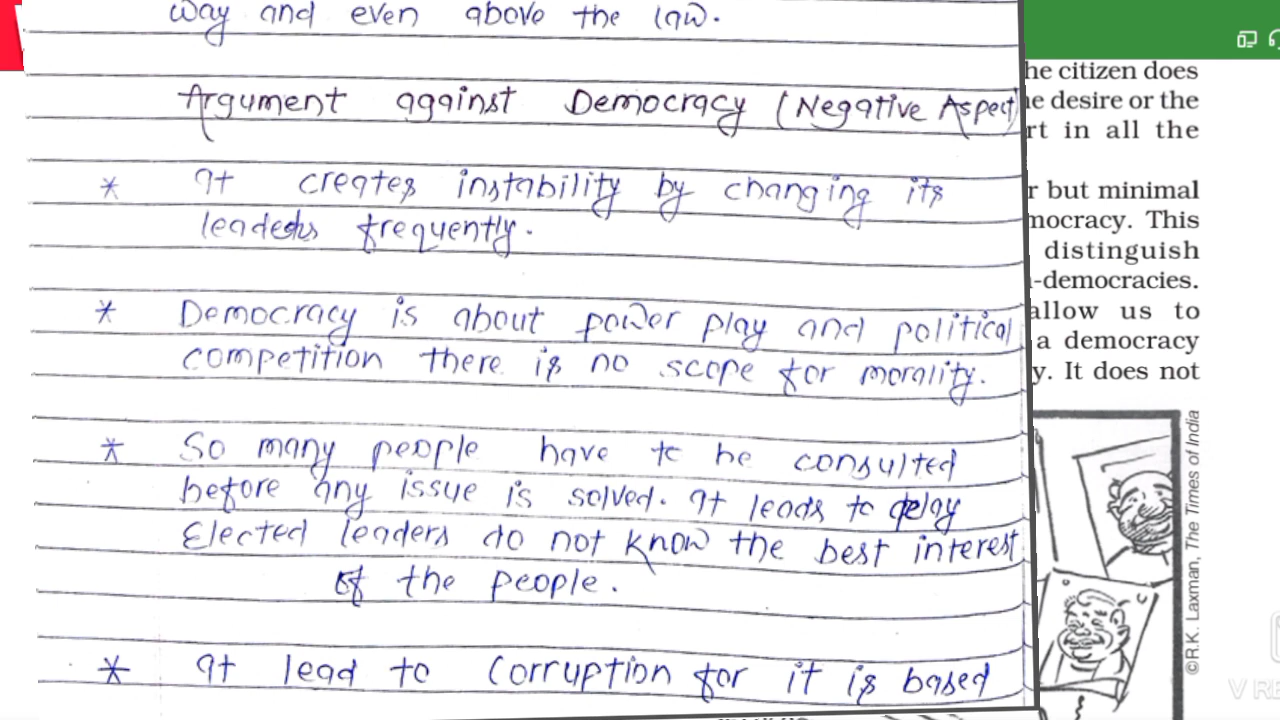 way and even above the law.
Argument against Democracy (Negative Aspect)
* It creates instability by changing its
leaders frequently.
* Democracy is about power play and political
competition there is no scope for morality.
* So many people have to be consulted
before any issue is solved. It leads to delay
Elected leaders do not know the best interest
of the people.
* It lead to corruption for it is based
he citizen does
e desire or the
rt in all the
r but minimal
mocracy. This
distinguish
-democracies.
allow us to
a democracy
y. It does not
©R.K. Laxman, The Times of India
V RE